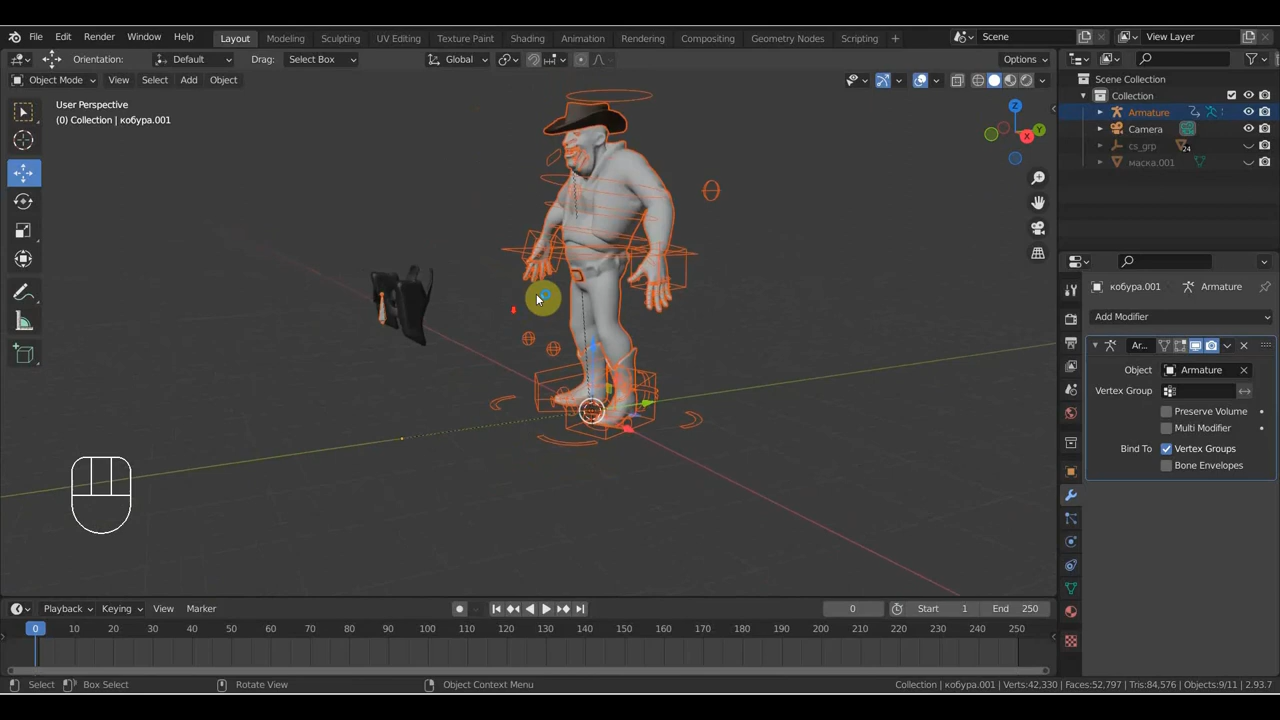 File Edit Render Window Help Layout Modeling Sculpting UV Editing Texture Paint Shading Animation Rendering Compositing Geometry Nodes Scripting + Scene View Layer
Orientation: Default Drag: Select Box Global Options
Object Mode View Select Add Object
Scene Collection
Collection
Armature
Camera
cs_grp 24
маска.001
User Perspective
(0) Collection | кобура.001
Z
Y
X
кобура.001 Armature
Add Modifier
Ar...
Object Armature
Vertex Group
Preserve Volume
Multi Modifier
Bind To Vertex Groups
Bone Envelopes
Playback Keying View Marker 0 Start 1 End 250
0 10 20 30 40 50 60 70 80 90 100 110 120 130 140 150 160 170 180 190 200 210 220 230 240 250
Select Box Select Rotate View Object Context Menu Collection | кобура.001 | Verts:42,330 | Faces:52,797 | Tris:84,576 | Objects:9/11 | 2.93.7